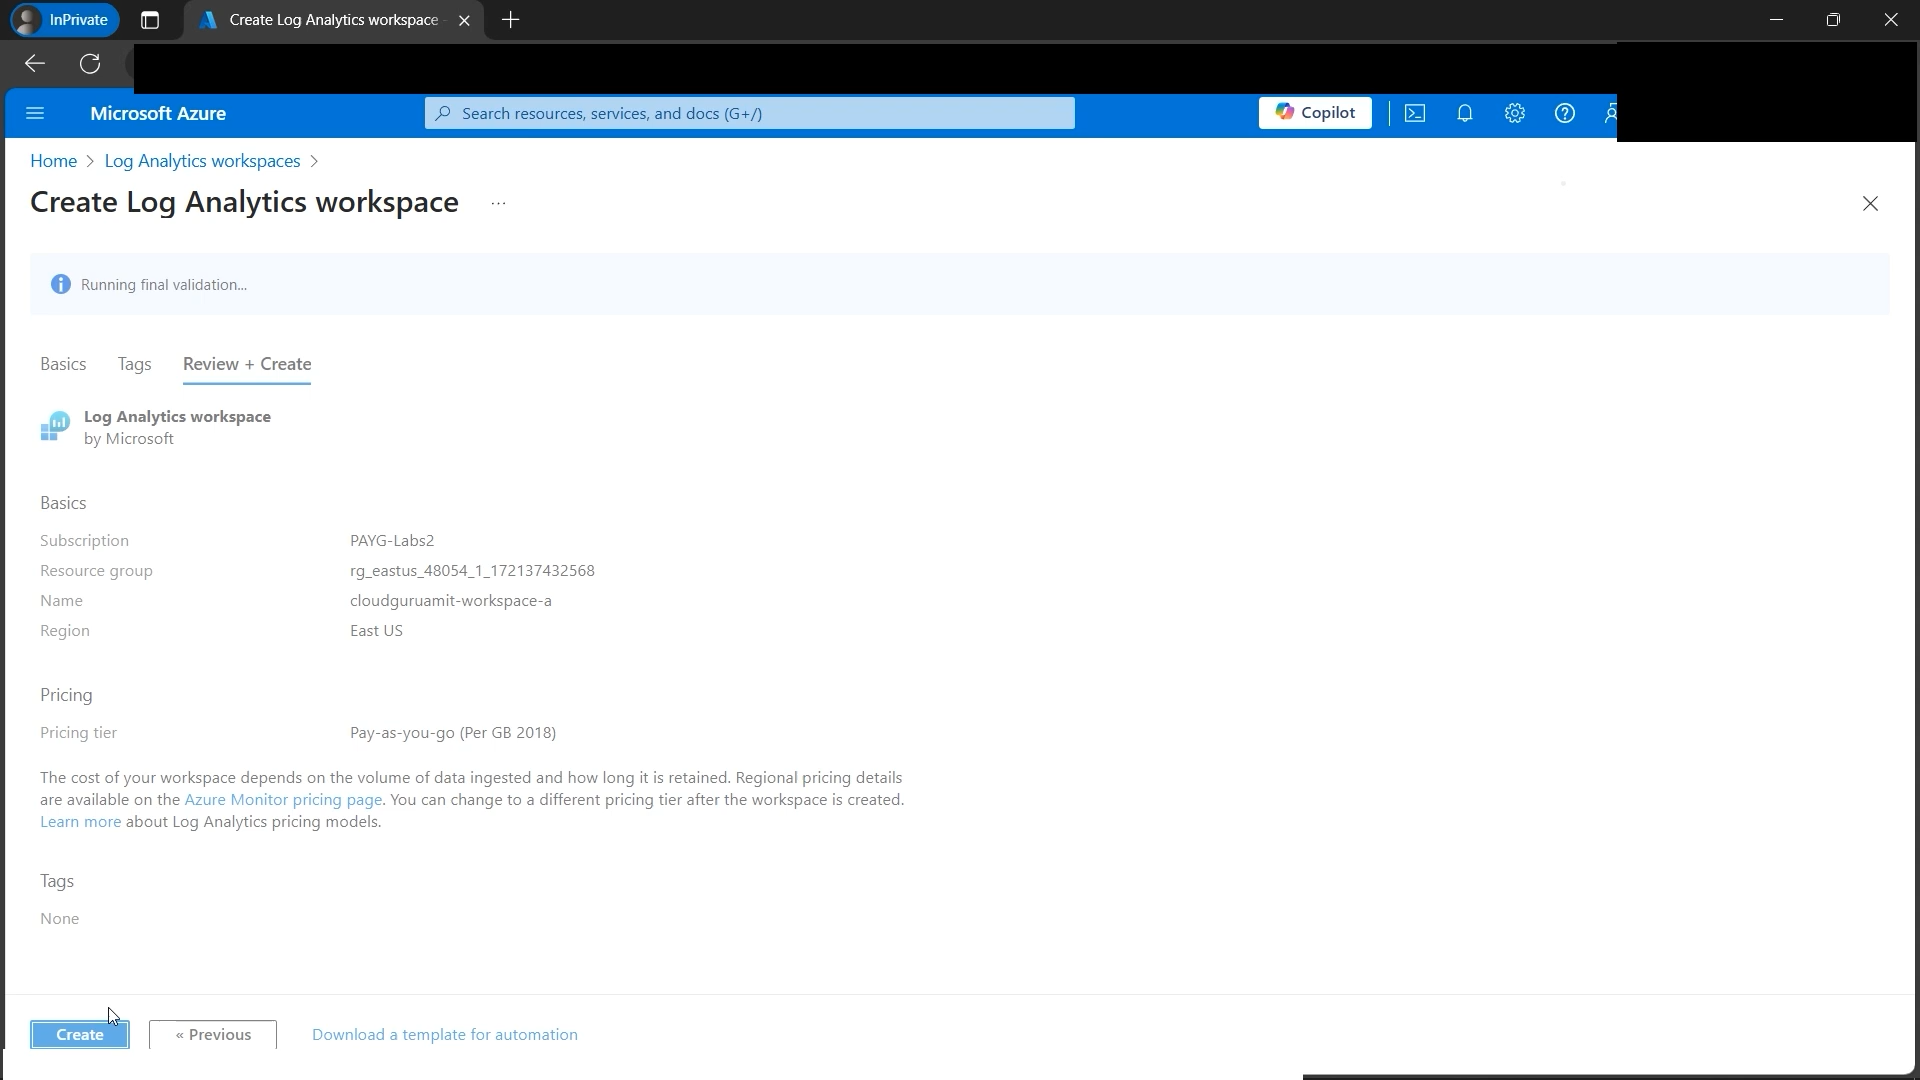 InPrivate
Create Log Analytics workspace
Microsoft Azure
Search resources, services, and docs (G+/)
Copilot
Home > Log Analytics workspaces >
Create Log Analytics workspace ...
Running final validation...
Basics Tags Review + Create
Log Analytics workspace
by Microsoft
Basics
Subscription PAYG-Labs2
Resource group rg_eastus_48054_1_172137432568
Name cloudguruamit-workspace-a
Region East US
Pricing
Pricing tier Pay-as-you-go (Per GB 2018)
The cost of your workspace depends on the volume of data ingested and how long it is retained. Regional pricing details
are available on the Azure Monitor pricing page. You can change to a different pricing tier after the workspace is created.
Learn more about Log Analytics pricing models.
Tags
None
Create « Previous Download a template for automation